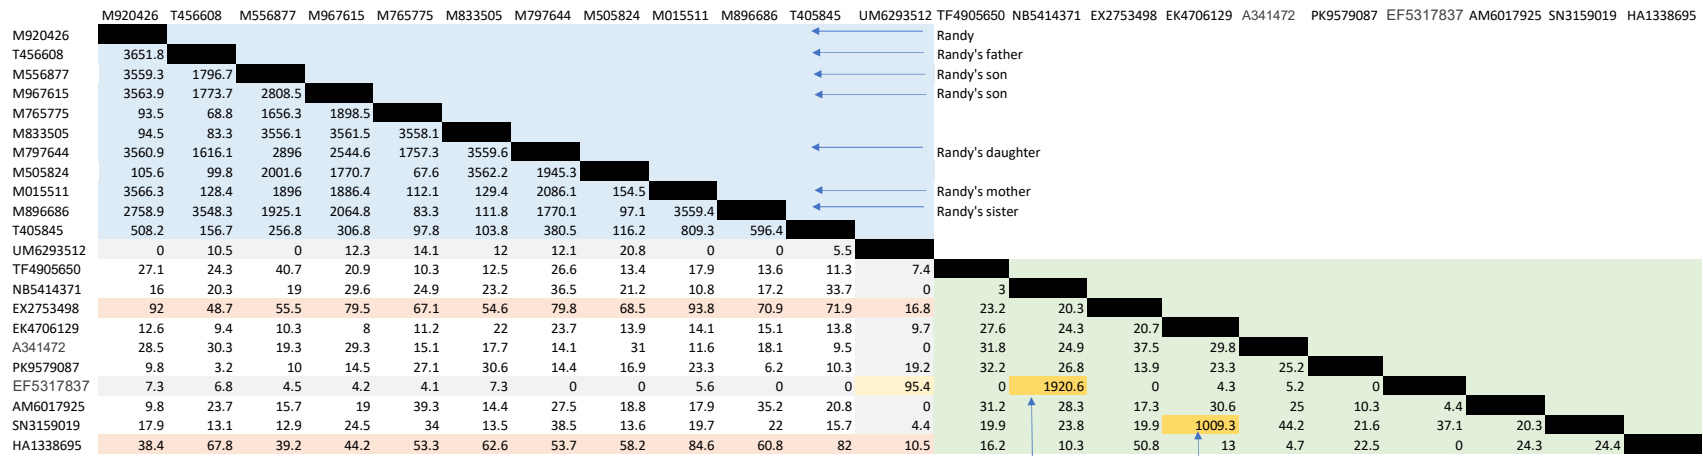 M920426 T456608 M556877 M967615 M765775 M833505 M797644 M505824 M015511 M896686 T405845 UM6293512 TF4905650 NB5414371 EX2753498 EK4706129 A341472 PK9579087 EF5317837 AM6017925 SN3159019 HA1338695
M920426 Randy
T456608 3651.8 Randy's father
M556877 3559.3 1796.7 Randy's son
M967615 3563.9 1773.7 2808.5 Randy's son
M765775 93.5 68.8 1656.3 1898.5
M833505 94.5 83.3 3556.1 3561.5 3558.1
M797644 3560.9 1616.1 2896 2544.6 1757.3 3559.6 Randy's daughter
M505824 105.6 99.8 2001.6 1770.7 67.6 3562.2 1945.3
M015511 3566.3 128.4 1896 1886.4 112.1 129.4 2086.1 154.5 Randy's mother
M896686 2758.9 3548.3 1925.1 2064.8 83.3 111.8 1770.1 97.1 3559.4 Randy's sister
T405845 508.2 156.7 256.8 306.8 97.8 103.8 380.5 116.2 809.3 596.4
UM6293512 0 10.5 0 12.3 14.1 12 12.1 20.8 0 0 5.5
TF4905650 27.1 24.3 40.7 20.9 10.3 12.5 26.6 13.4 17.9 13.6 11.3 7.4
NB5414371 16 20.3 19 29.6 24.9 23.2 36.5 21.2 10.8 17.2 33.7 0 3
EX2753498 92 48.7 55.5 79.5 67.1 54.6 79.8 68.5 93.8 70.9 71.9 16.8 23.2 20.3
EK4706129 12.6 9.4 10.3 8 11.2 22 23.7 13.9 14.1 15.1 13.8 9.7 27.6 24.3 20.7
A341472 28.5 30.3 19.3 29.3 15.1 17.7 14.1 31 11.6 18.1 9.5 0 31.8 24.9 37.5 29.8
PK9579087 9.8 3.2 10 14.5 27.1 30.6 14.4 16.9 23.3 6.2 10.3 19.2 32.2 26.8 13.9 23.3 25.2
EF5317837 7.3 6.8 4.5 4.2 4.1 7.3 0 0 5.6 0 0 95.4 0 1920.6 0 4.3 5.2 0
AM6017925 9.8 23.7 15.7 19 39.3 14.4 27.5 18.8 17.9 35.2 20.8 0 31.2 28.3 17.3 30.6 25 10.3 4.4
SN3159019 17.9 13.1 12.9 24.5 34 13.5 38.5 13.6 19.7 22 15.7 4.4 19.9 23.8 19.9 1009.3 44.2 21.6 37.1 20.3
HA1338695 38.4 67.8 39.2 44.2 53.3 62.6 53.7 58.2 84.6 60.8 82 10.5 16.2 10.3 50.8 13 4.7 22.5 0 24.3 24.4